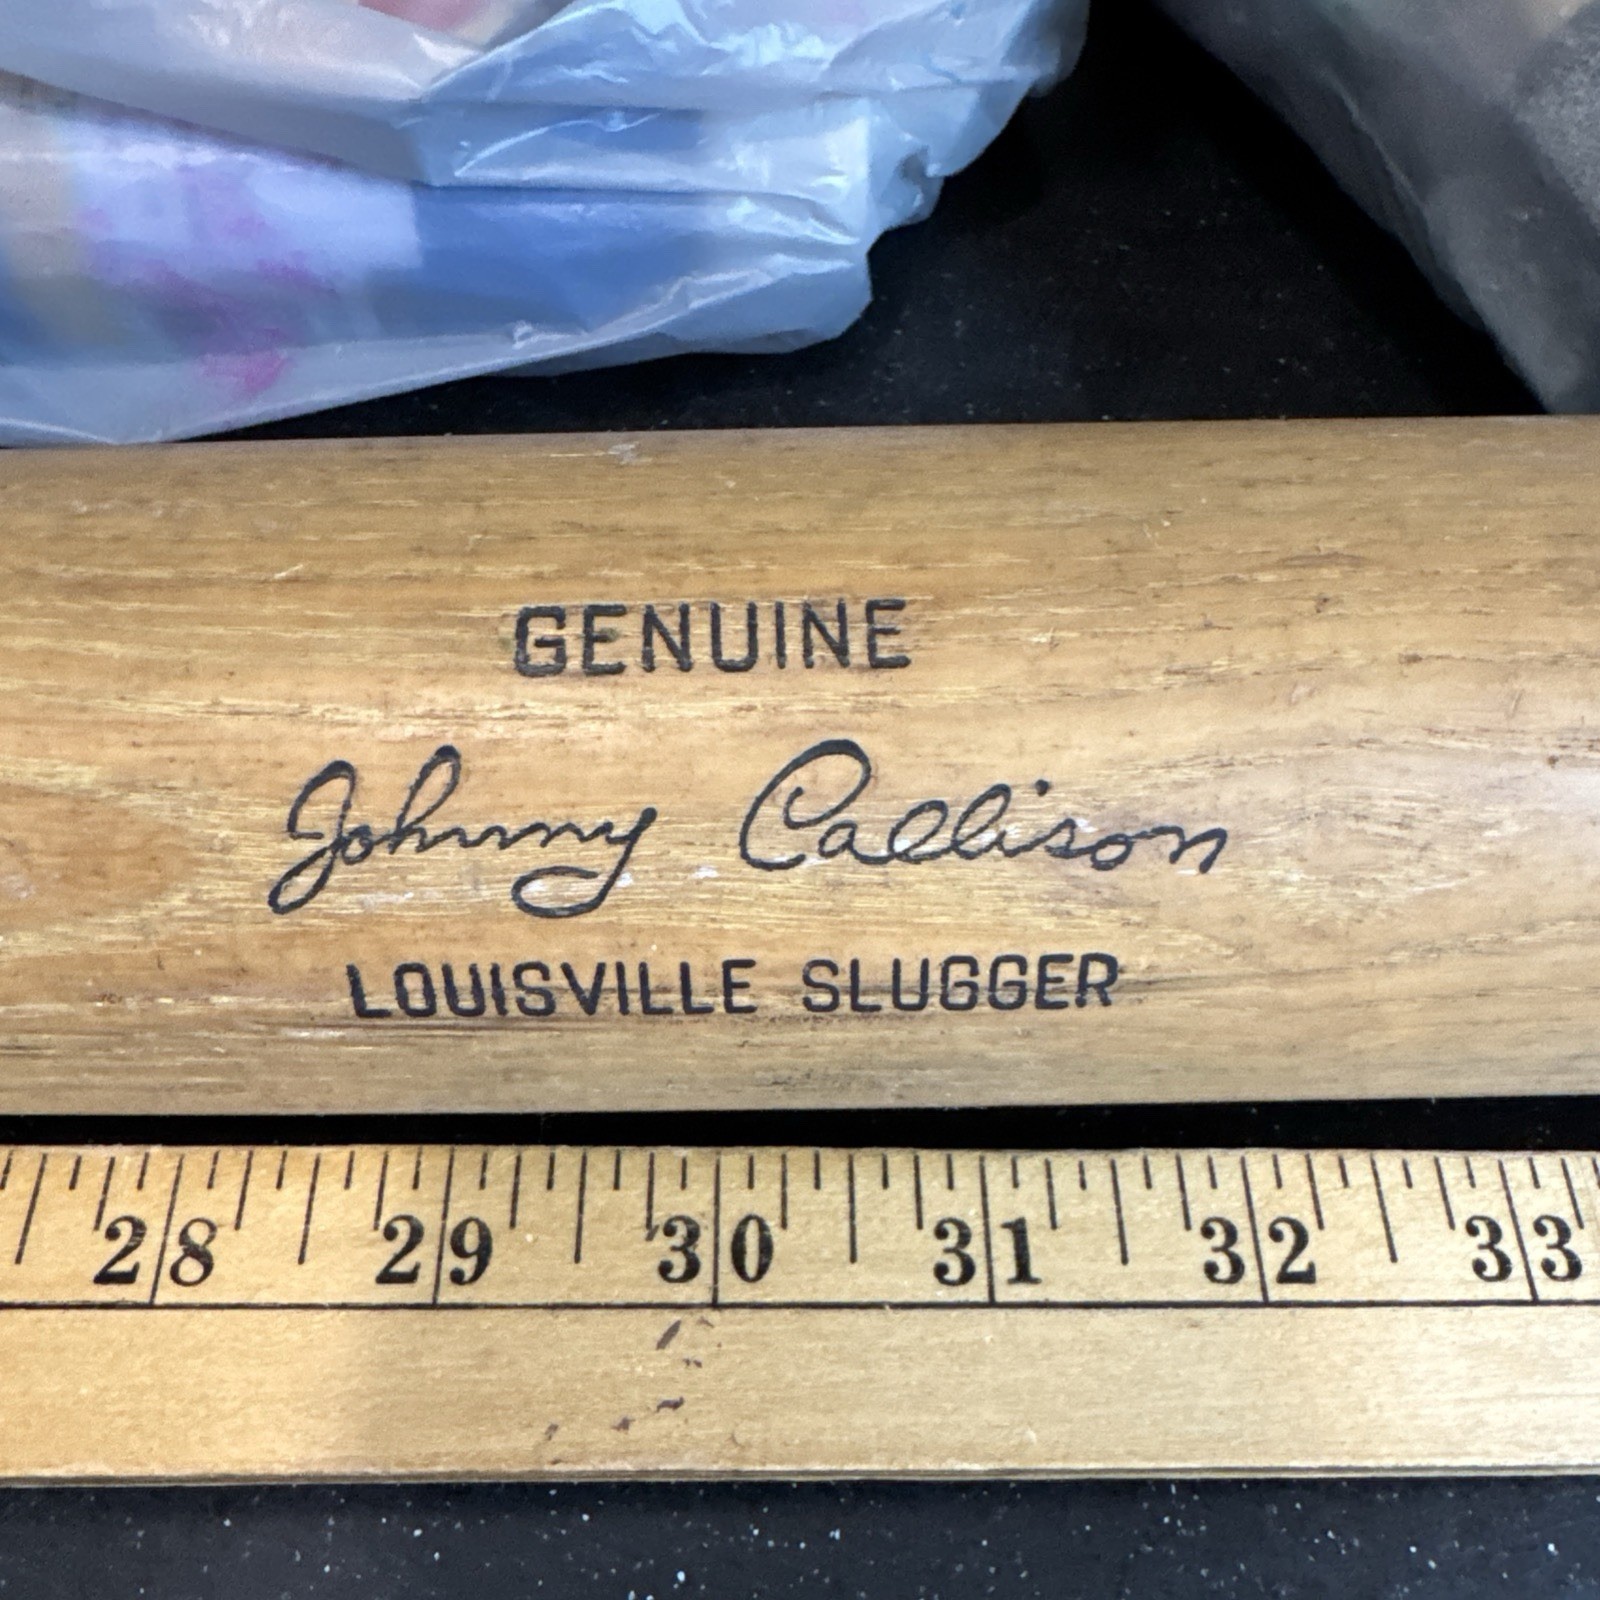 GENUINE
Johnny Callison
LOUISVILLE SLUGGER
28 29 30 31 32 33